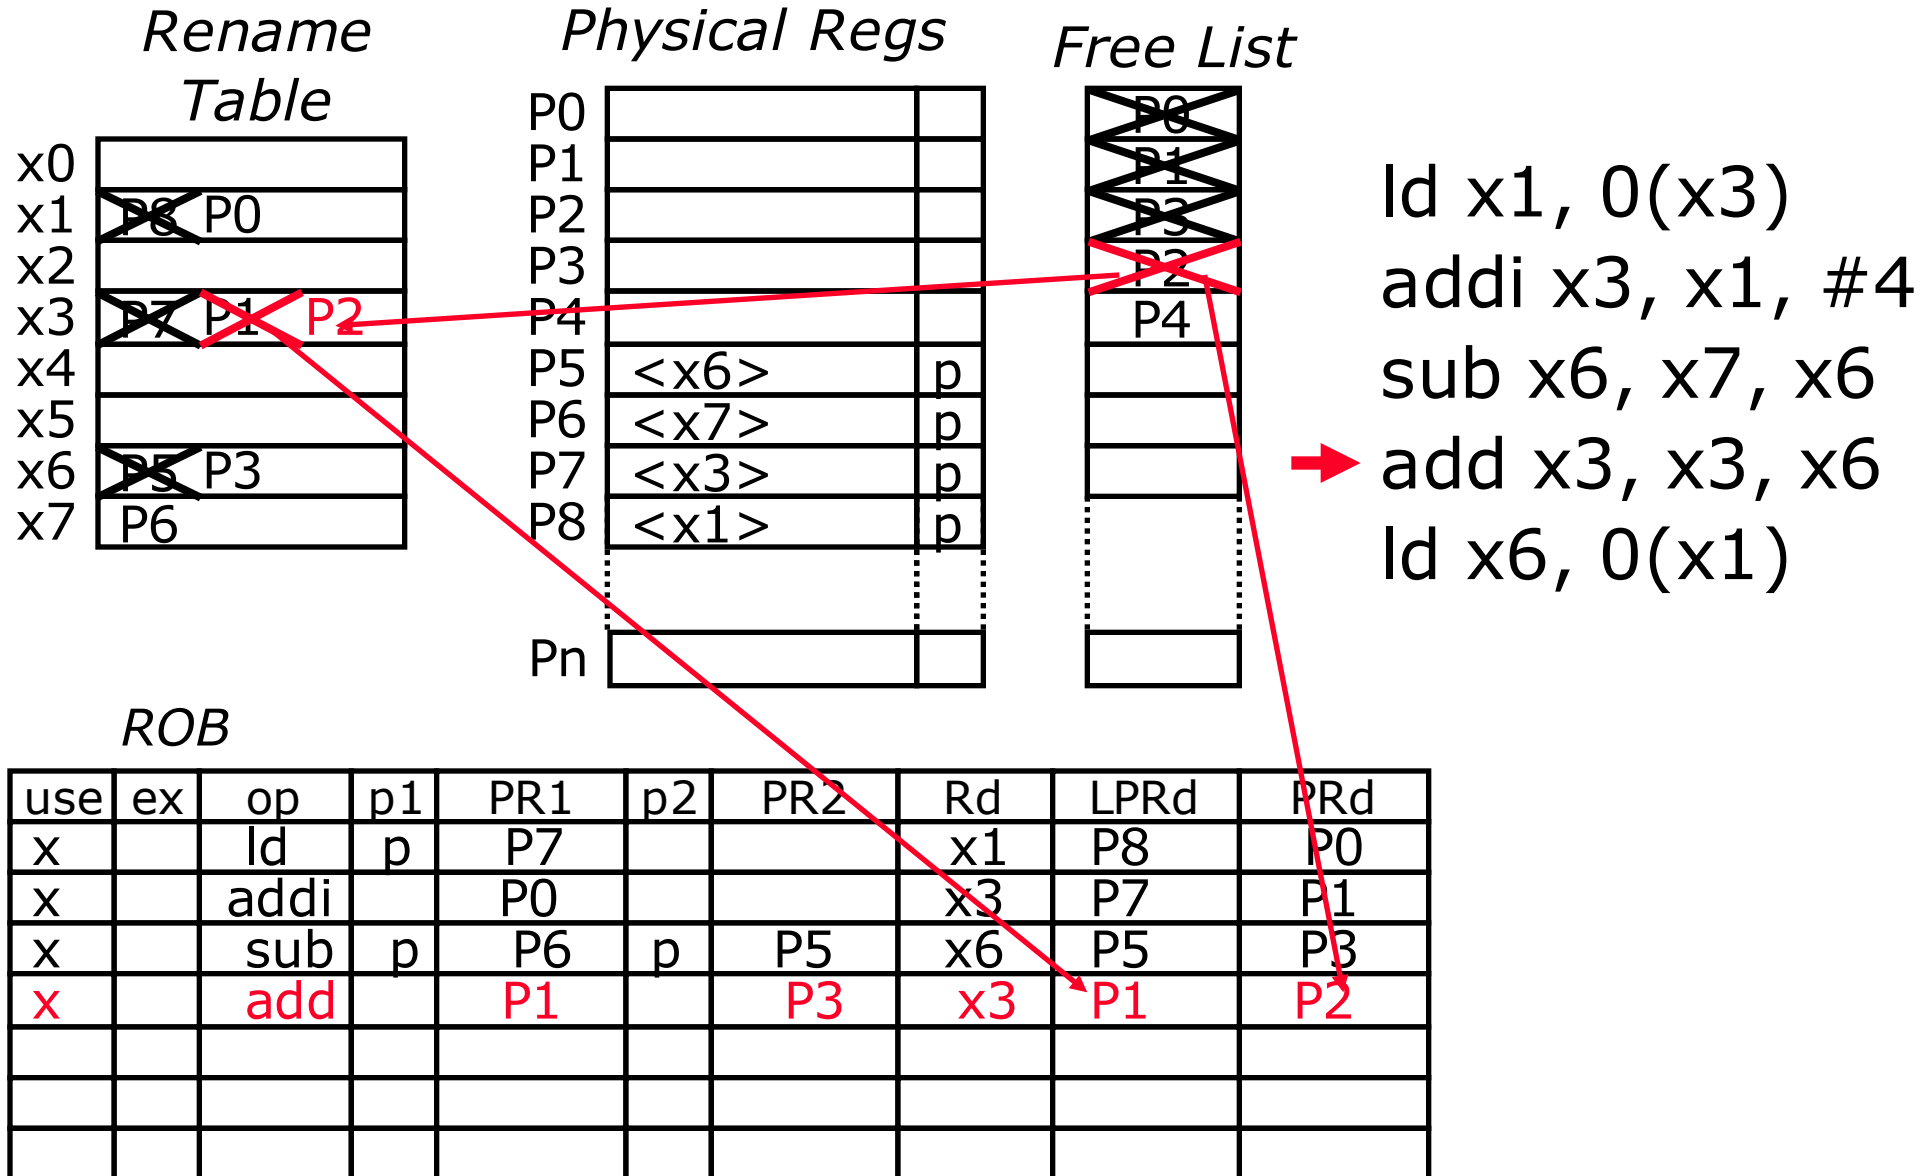 Rename
Table
x0
x1 P8 P0
x2
x3 P7 P1 P2
x4
x5
x6 P5 P3
x7 P6
Physical Regs
P0
P1
P2
P3
P4
P5 <x6> p
P6 <x7> p
P7 <x3> p
P8 <x1> p
Pn
Free List
P0
P1
P3
P2
P4
ld x1, 0(x3)
addi x3, x1, #4
sub x6, x7, x6
add x3, x3, x6
ld x6, 0(x1)
ROB
use ex op p1 PR1 p2 PR2 Rd LPRd PRd
x ld p P7 x1 P8 P0
x addi P0 x3 P7 P1
x sub p P6 p P5 x6 P5 P3
x add P1 P3 x3 P1 P2